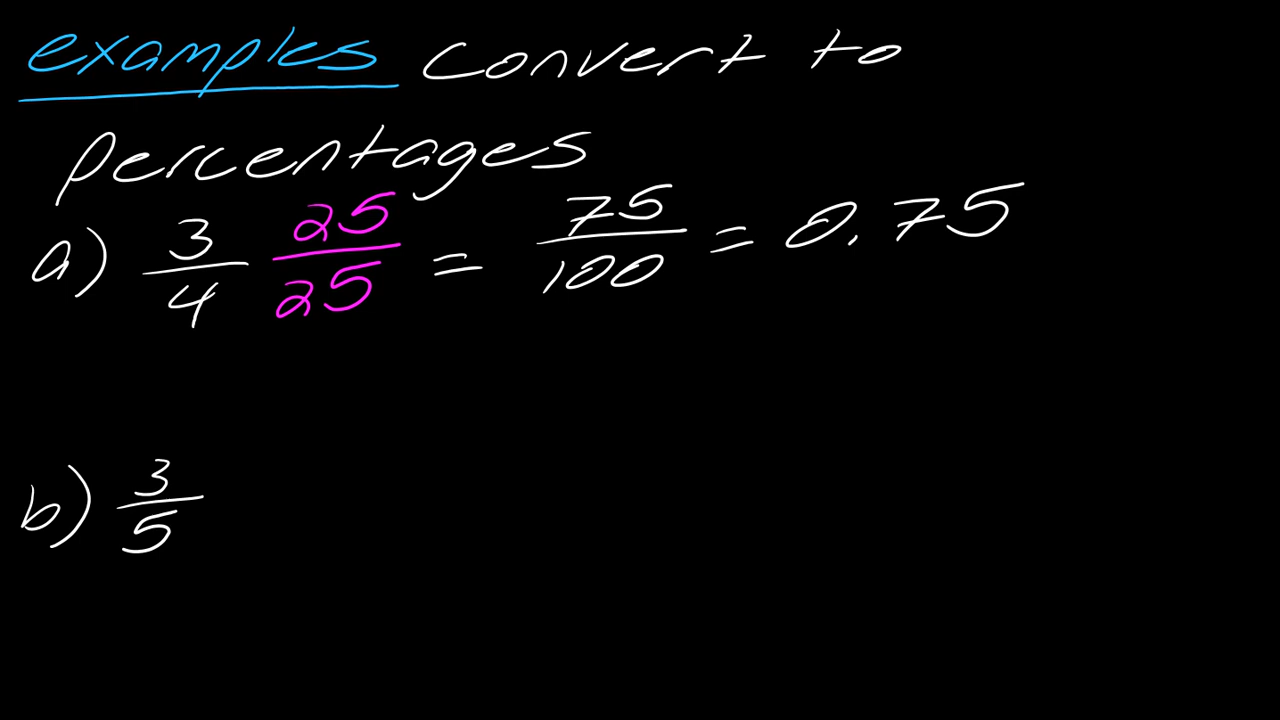 examples convert to
percentages
a) 3/4 25/25 = 75/100 = 0.75
b) 3/5